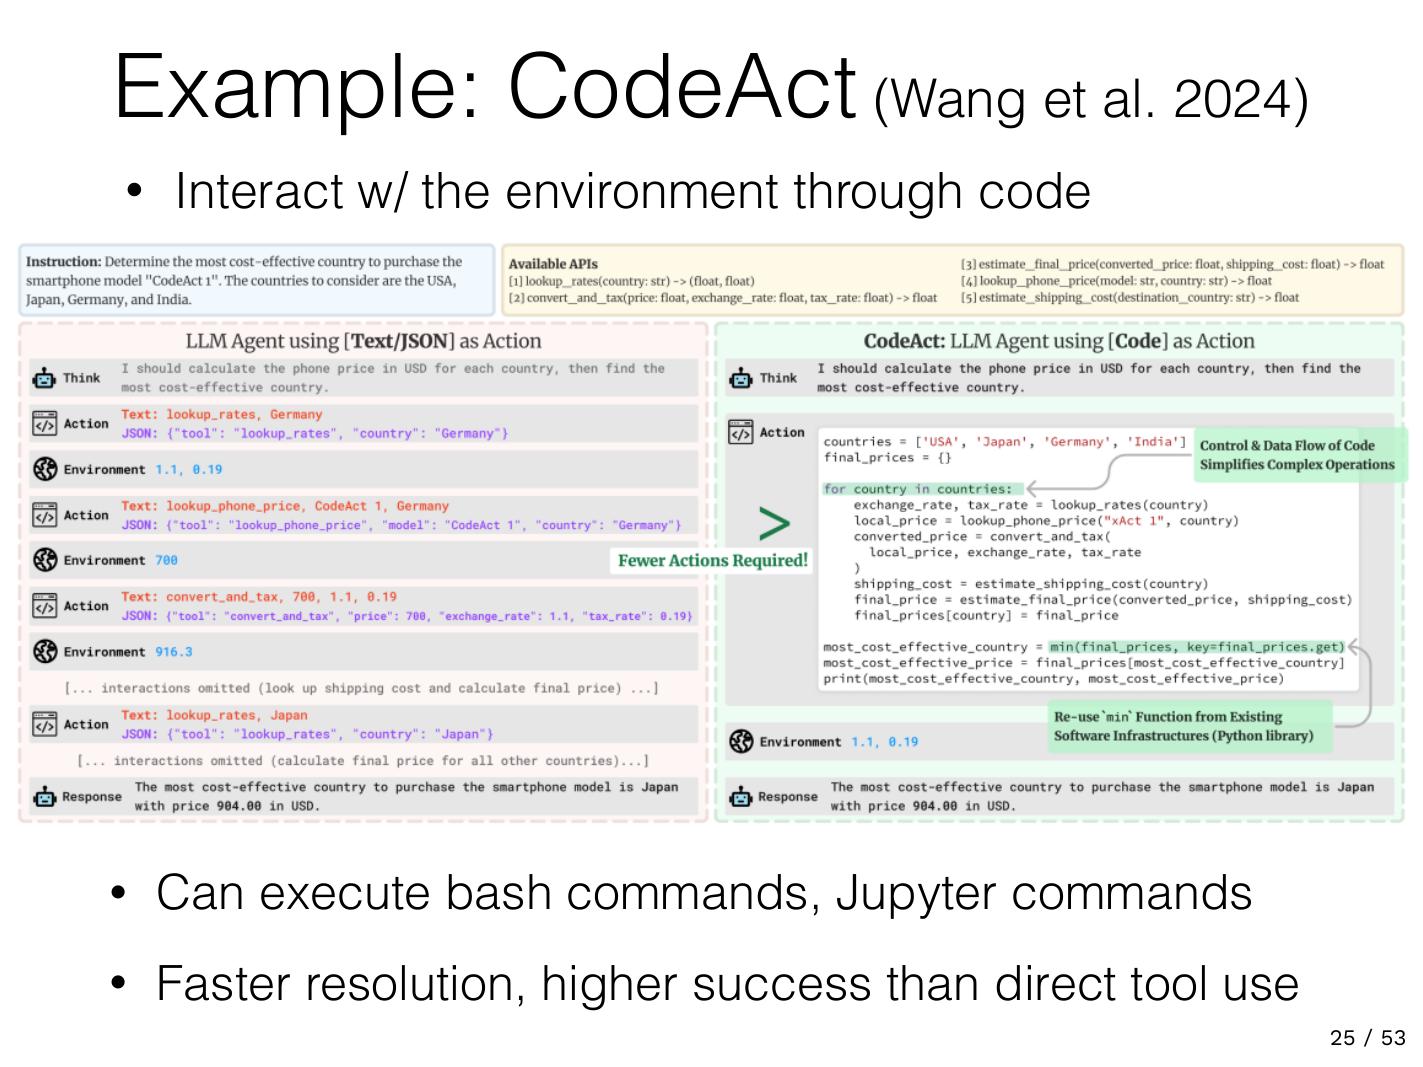 Example: CodeAct (Wang et al. 2024)
• Interact w/ the environment through code
Instruction: Determine the most cost-effective country to purchase the
smartphone model "CodeAct 1". The countries to consider are the USA,
Japan, Germany, and India.
Available APIs
[1] lookup_rates(country: str) -> (float, float)
[2] convert_and_tax(price: float, exchange_rate: float, tax_rate: float) -> float
[3] estimate_final_price(converted_price: float, shipping_cost: float) -> float
[4] lookup_phone_price(model: str, country: str) -> float
[5] estimate_shipping_cost(destination_country: str) -> float
LLM Agent using [Text/JSON] as Action
Think
I should calculate the phone price in USD for each country, then find the
most cost-effective country.
Action
Text: lookup_rates, Germany
JSON: {"tool": "lookup_rates", "country": "Germany"}
Environment 1.1, 0.19
Action
Text: lookup_phone_price, CodeAct 1, Germany
JSON: {"tool": "lookup_phone_price", "model": "CodeAct 1", "country": "Germany"}
Environment 700
Action
Text: convert_and_tax, 700, 1.1, 0.19
JSON: {"tool": "convert_and_tax", "price": 700, "exchange_rate": 1.1, "tax_rate": 0.19}
Environment 916.3
[... interactions omitted (look up shipping cost and calculate final price) ...]
Action
Text: lookup_rates, Japan
JSON: {"tool": "lookup_rates", "country": "Japan"}
[... interactions omitted (calculate final price for all other countries)...]
Response
The most cost-effective country to purchase the smartphone model is Japan
with price 904.00 in USD.
>
Fewer Actions Required!
CodeAct: LLM Agent using [Code] as Action
Think
I should calculate the phone price in USD for each country, then find the
most cost-effective country.
Action
countries = ['USA', 'Japan', 'Germany', 'India']
final_prices = {}
for country in countries:
exchange_rate, tax_rate = lookup_rates(country)
local_price = lookup_phone_price("xAct 1", country)
converted_price = convert_and_tax(
local_price, exchange_rate, tax_rate
)
shipping_cost = estimate_shipping_cost(country)
final_price = estimate_final_price(converted_price, shipping_cost)
final_prices[country] = final_price
most_cost_effective_country = min(final_prices, key=final_prices.get)
most_cost_effective_price = final_prices[most_cost_effective_country]
print(most_cost_effective_country, most_cost_effective_price)
Control & Data Flow of Code
Simplifies Complex Operations
Re-use `min` Function from Existing
Software Infrastructures (Python library)
Environment 1.1, 0.19
Response
The most cost-effective country to purchase the smartphone model is Japan
with price 904.00 in USD.
• Can execute bash commands, Jupyter commands
• Faster resolution, higher success than direct tool use
25 / 53